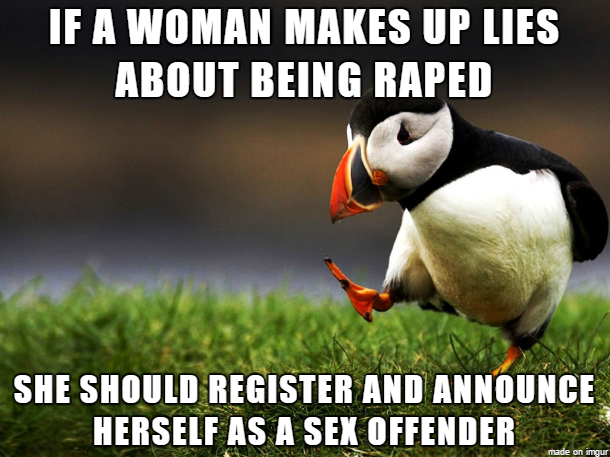 IF A WOMAN MAKES UP LIES
ABOUT BEING RAPED
SHE SHOULD REGISTER AND ANNOUNCE
HERSELF AS A SEX OFFENDER
made on imgur